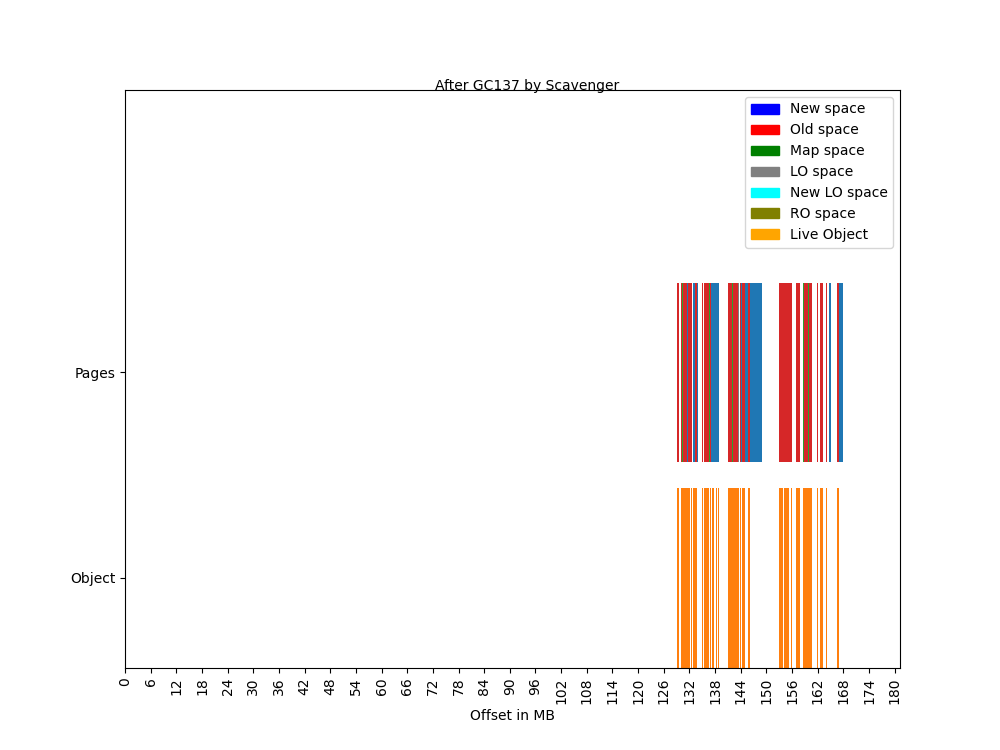 After GC137 by Scavenger
New space
Old space
Map space
LO space
New LO space
RO space
Live Object
Pages
Object
0 6 12 18 24 30 36 42 48 54 60 66 72 78 84 90 96 102 108 114 120 126 132 138 144 150 156 162 168 174 180
Offset in MB